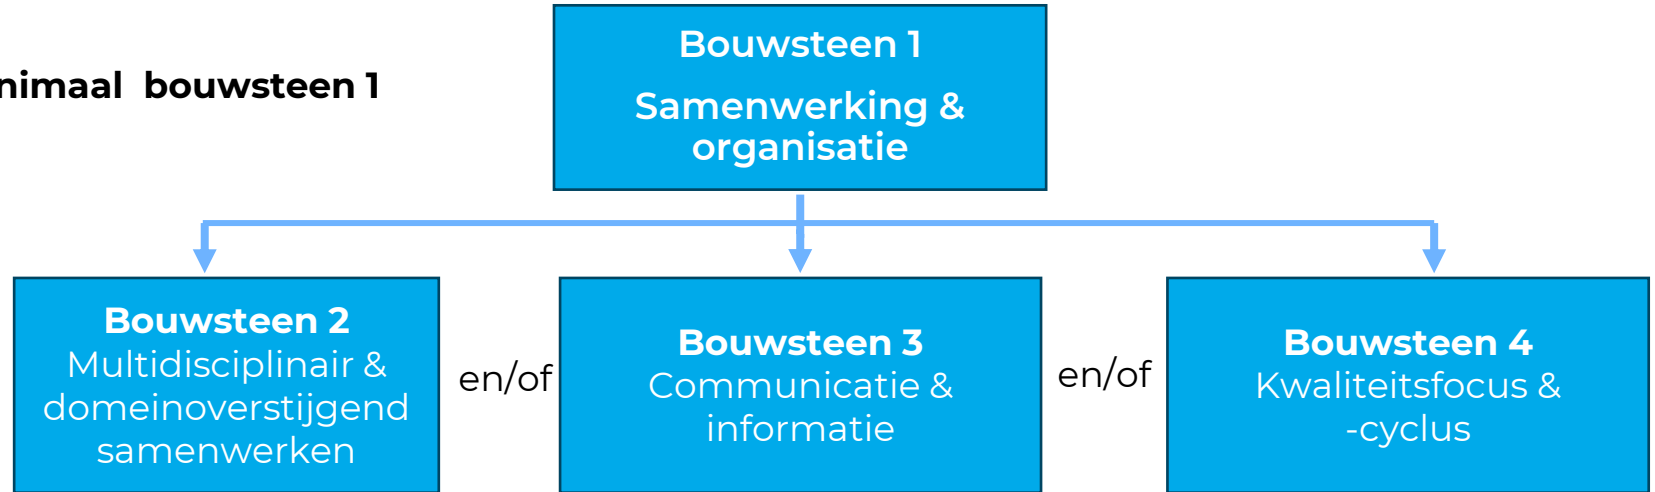 Bouwsteen 1
nimaal bouwsteen 1
Samenwerking &
organisatie
Bouwsteen 2
Multidisciplinair &
domeinoverstijgend
samenwerken
en/of
Bouwsteen 3
Communicatie &
informatie
en/of
Bouwsteen 4
Kwaliteitsfocus &
-cyclus